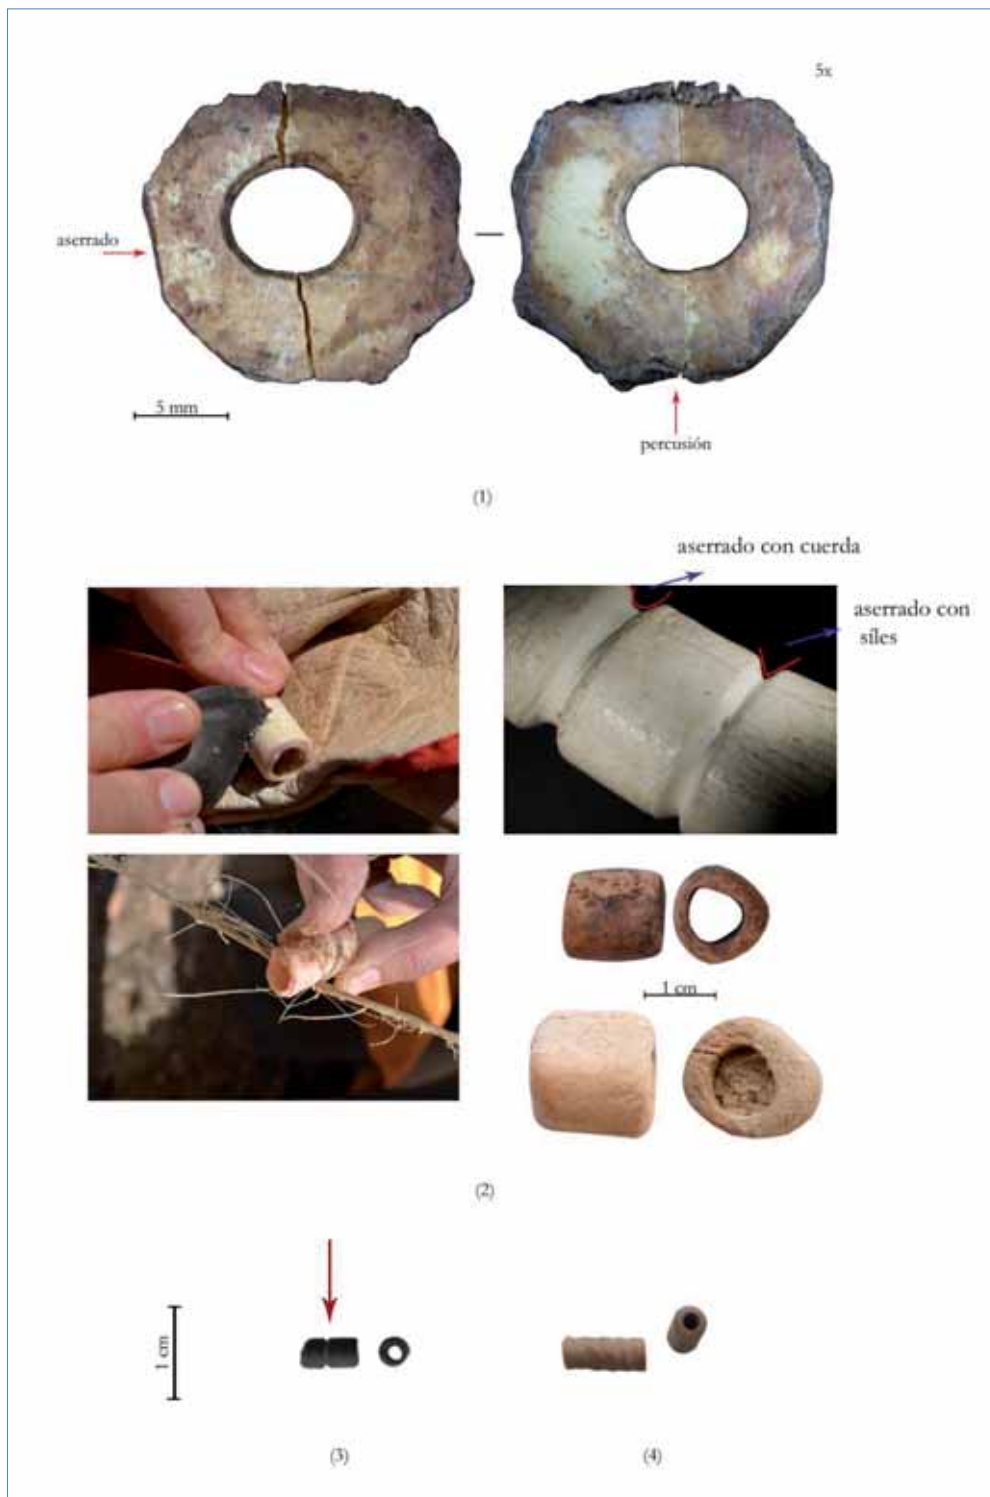 5x
aserrado
5 mm
percusión
(1)
aserrado con cuerda
aserrado con
síles
1 cm
(2)
1 cm
(3)
(4)